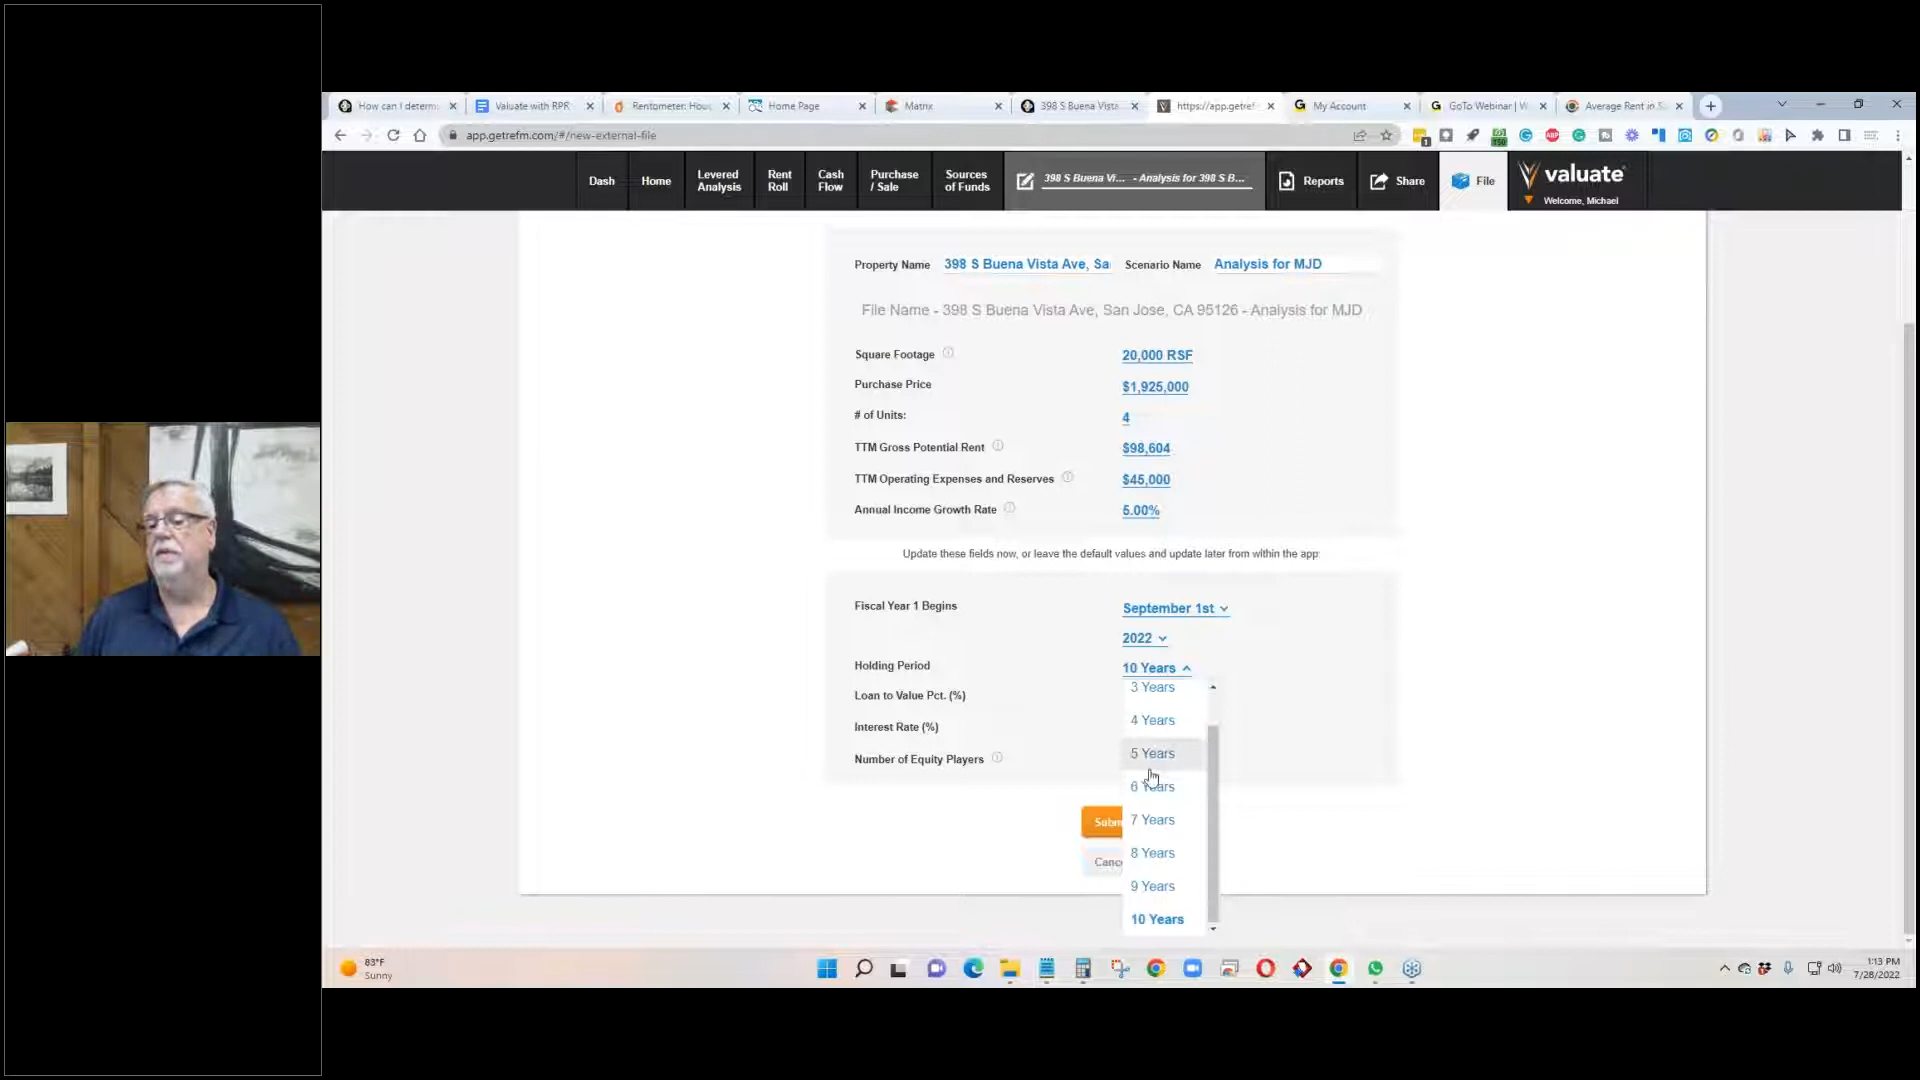 How can I determ
Valuate with RPR
Rentometer: Hou
Home Page
Matrix
398 S Buena Vista
https://app.getref
My Account
GoTo Webinar | W
Average Rent in S
app.getrefm.com/#/new-external-file
Dash
Home
Levered Analysis
Rent Roll
Cash Flow
Purchase / Sale
Sources of Funds
398 S Buena Vi... - Analysis for 398 S B...
Reports
Share
File
valuate
Welcome, Michael
Property Name 398 S Buena Vista Ave, Sa Scenario Name Analysis for MJD
File Name - 398 S Buena Vista Ave, San Jose, CA 95126 - Analysis for MJD
Square Footage 20,000 RSF
Purchase Price $1,925,000
# of Units: 4
TTM Gross Potential Rent $98,604
TTM Operating Expenses and Reserves $45,000
Annual Income Growth Rate 5.00%
Update these fields now, or leave the default values and update later from within the app:
Fiscal Year 1 Begins September 1st
2022
Holding Period 10 Years
3 Years
Loan to Value Pct. (%)
4 Years
Interest Rate (%)
5 Years
Number of Equity Players
6 Years
7 Years
Subm
8 Years
Canc
9 Years
10 Years
83°F
Sunny
1:13 PM
7/28/2022